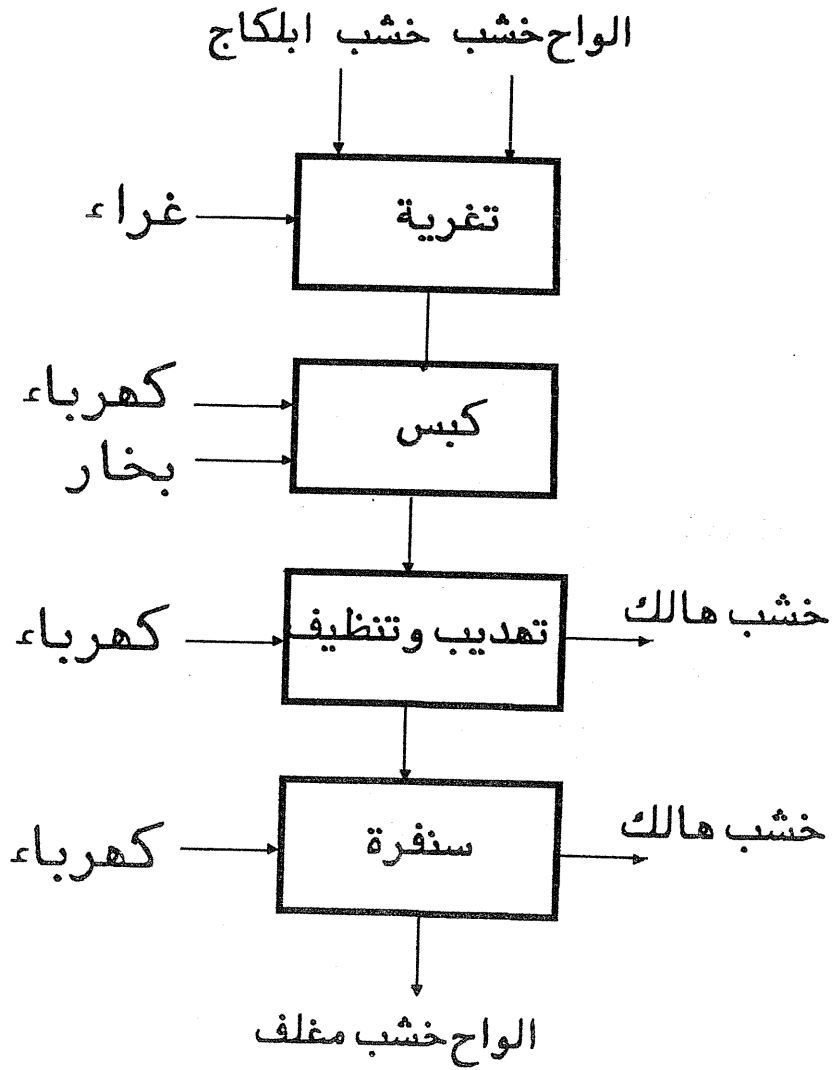 الواح خشب خشب ابلكاج
غراء
تغرية
كهرباء
بخار
كبس
كهرباء
تهديب وتنظيف
خشب هالك
كهرباء
سنفرة
خشب هالك
الواح خشب مغلف